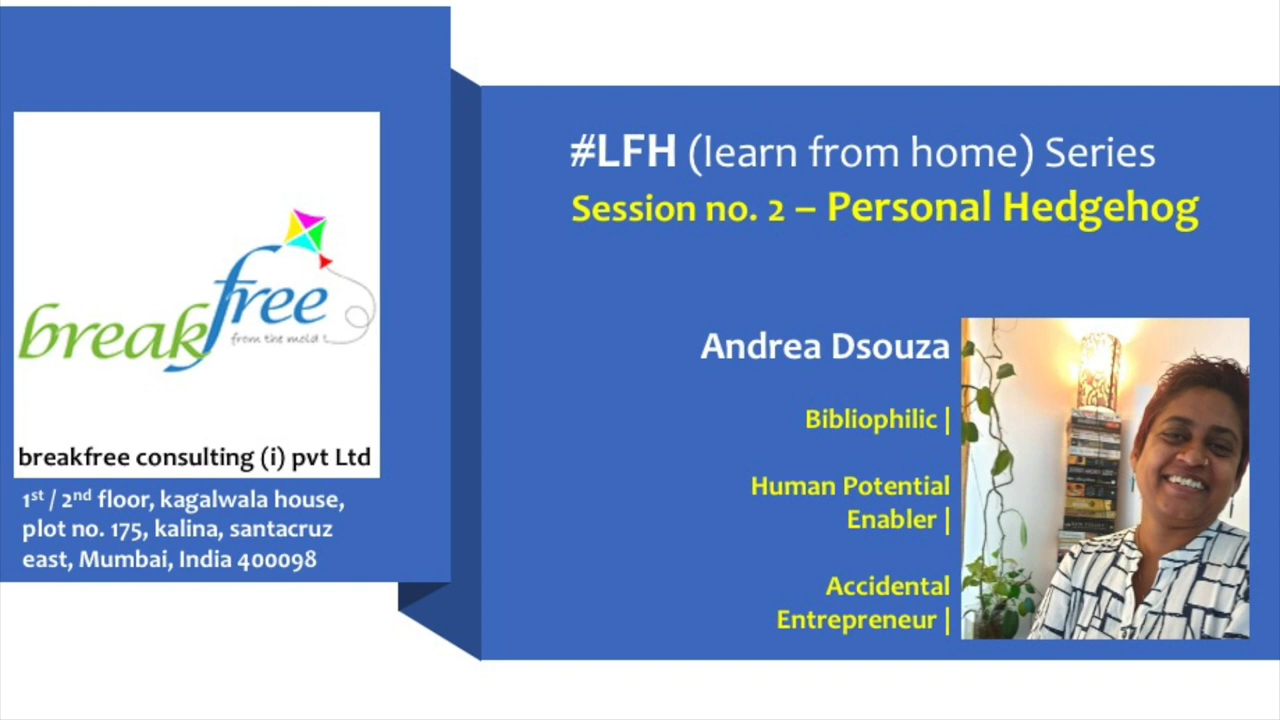 break free
from the mold !
breakfree consulting (i) pvt Ltd
1st / 2nd floor, kagalwala house,
plot no. 175, kalina, santacruz
east, Mumbai, India 400098
#LFH (learn from home) Series
Session no. 2 – Personal Hedgehog
Andrea Dsouza
Bibliophilic |
Human Potential
Enabler |
Accidental
Entrepreneur |